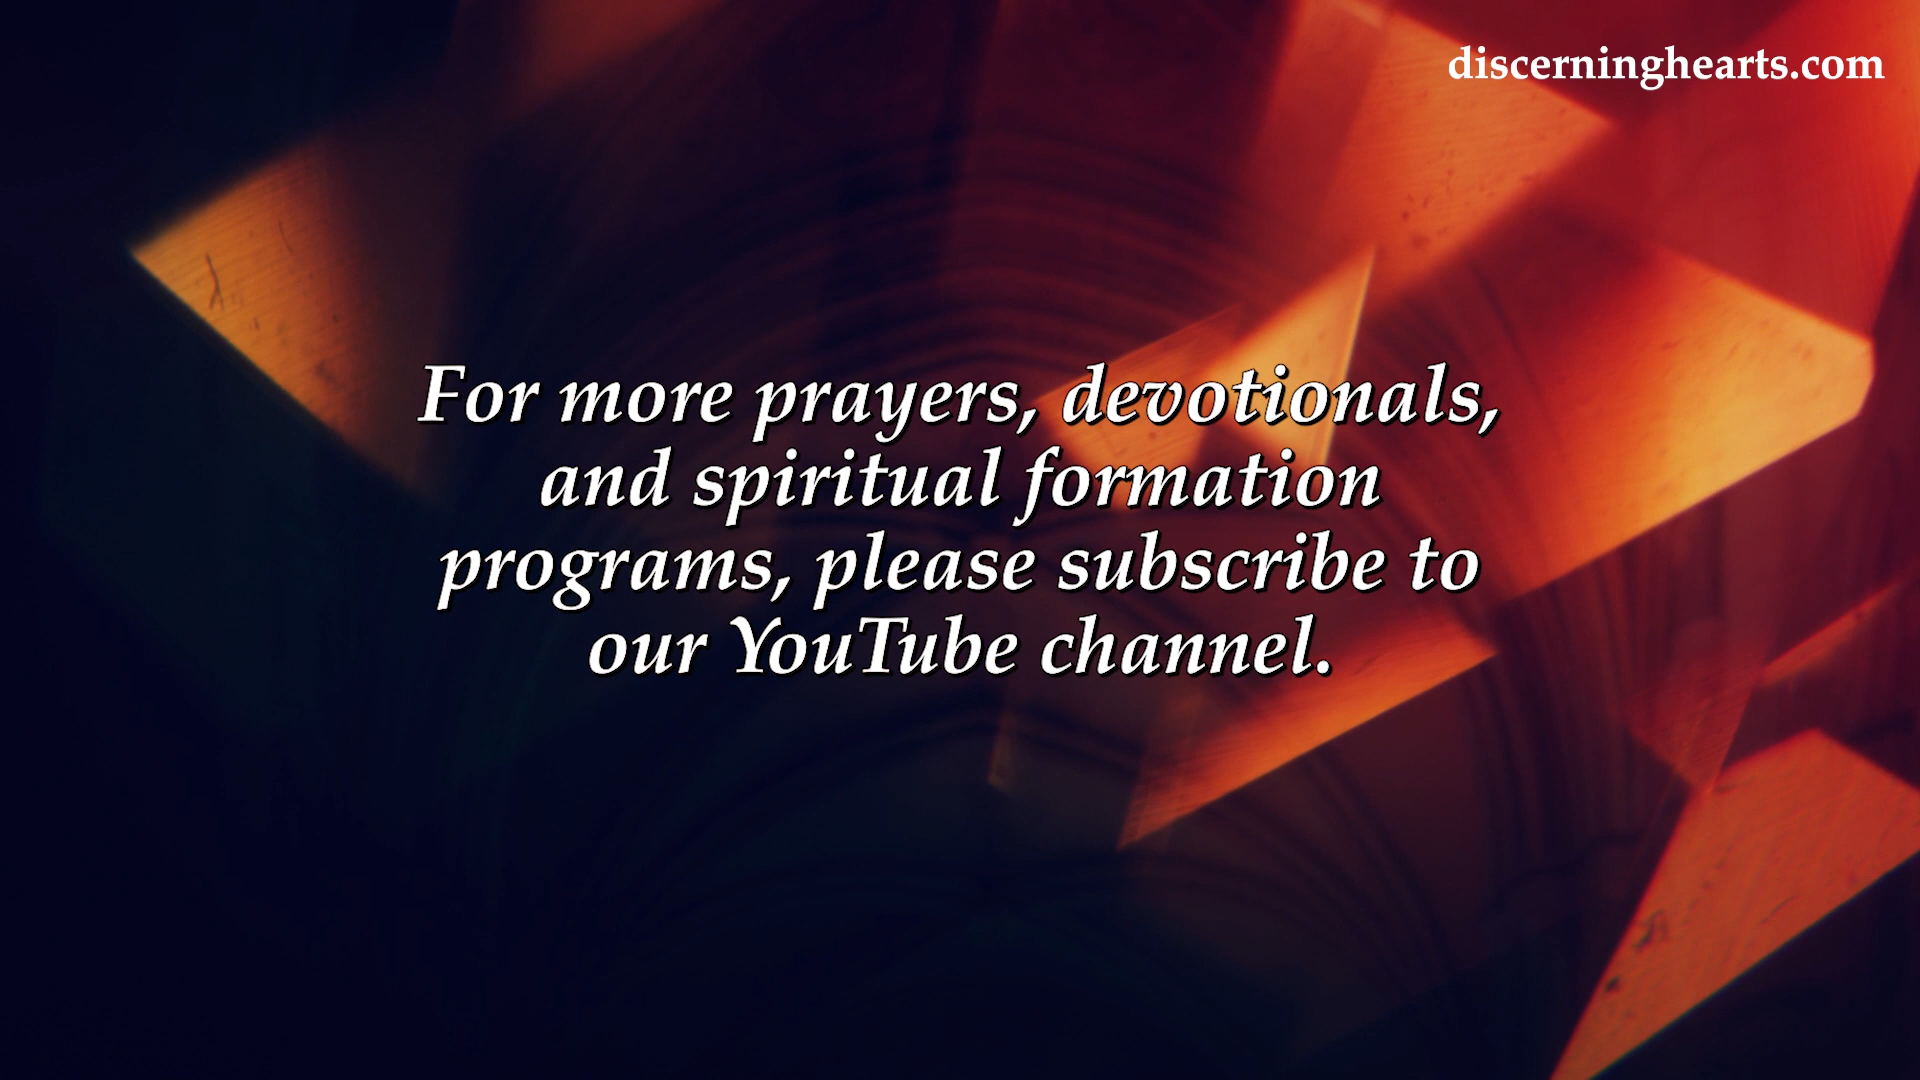 discerninghearts.com
For more prayers, devotionals,
and spiritual formation
programs, please subscribe to
our YouTube channel.